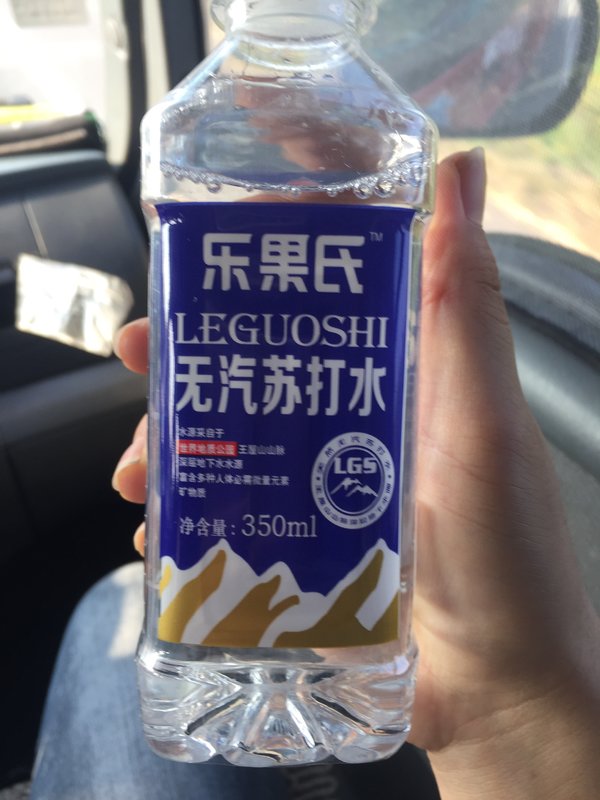 乐果氏™
LEGUOSHI
无汽苏打水
水源采自于
世界地质公园 王屋山山脉
深层地下水水源
富含多种人体必需微量元素
矿物质
LGS
净含量：350ml